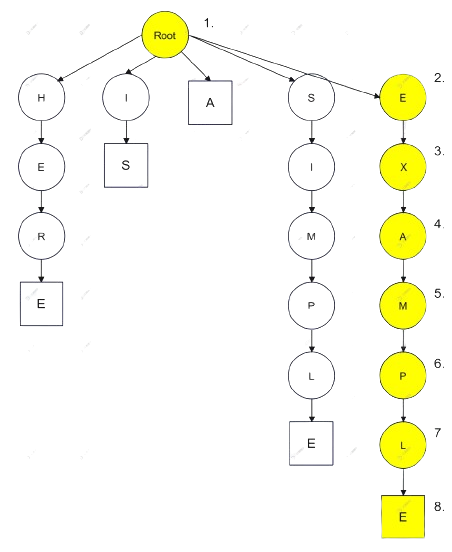 Root 1.
H I A S E 2.
E S I X 3.
R M A 4.
E P M 5.
L P 6.
E L 7
E 8.